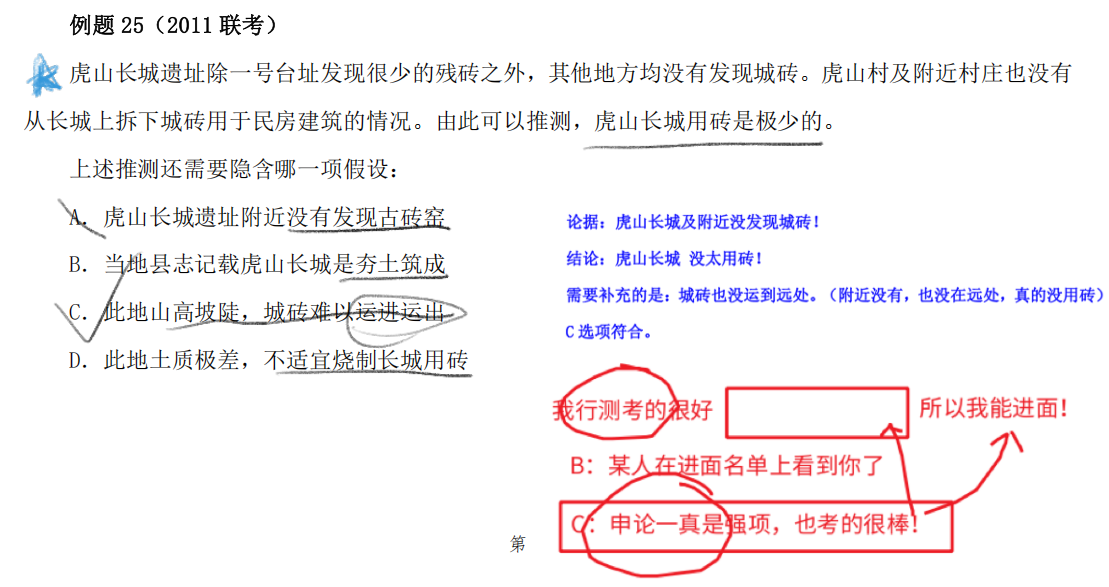 例题 25（2011 联考）
虎山长城遗址除一号台址发现很少的残砖之外，其他地方均没有发现城砖。虎山村及附近村庄也没有
从长城上拆下城砖用于民房建筑的情况。由此可以推测，虎山长城用砖是极少的。
上述推测还需要隐含哪一项假设：
A. 虎山长城遗址附近没有发现古砖窑
B. 当地县志记载虎山长城是夯土筑成
C. 此地山高坡陡，城砖难以运进运出
D. 此地土质极差，不适宜烧制长城用砖
论据：虎山长城及附近没发现城砖！
结论：虎山长城 没太用砖！
需要补充的是：城砖也没运到远处。（附近没有，也没在远处，真的没用砖）
C 选项符合。
我行测考的很好 所以我能进面！
B：某人在进面名单上看到你了
C：申论一真是强项，也考的很棒！
第